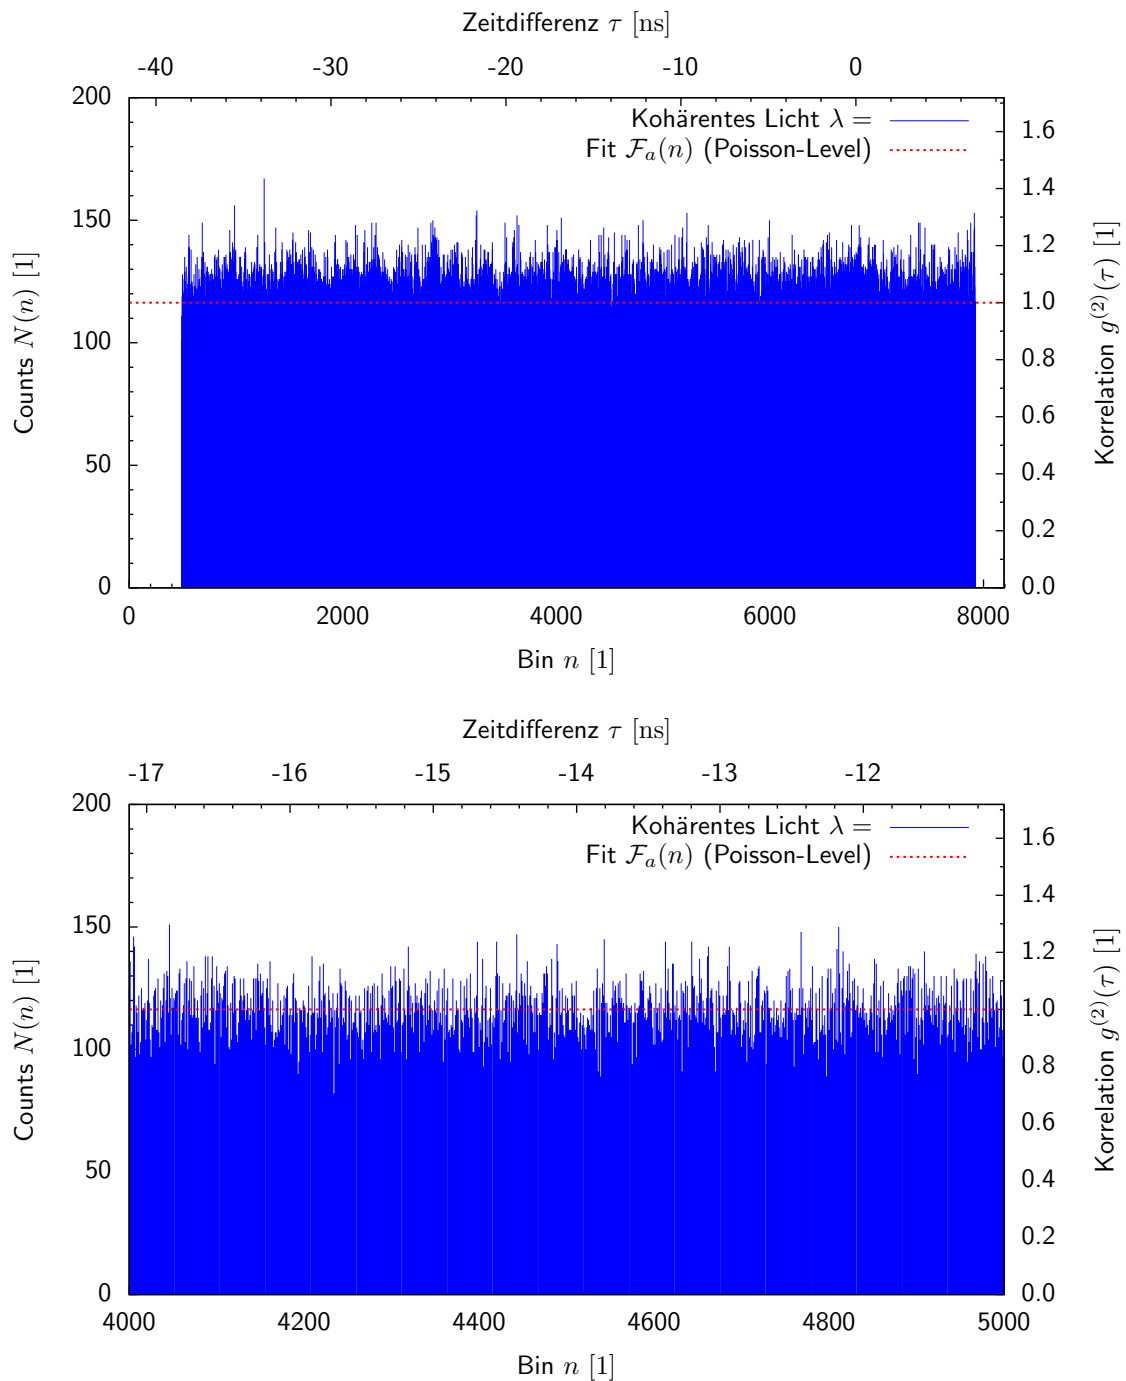 Zeitdifferenz τ [ns]
-40 -30 -20 -10 0
200 150 100 50 0
Counts N(n) [1]
Kohärentes Licht λ =
Fit ℱₐ(n) (Poisson-Level)
1.6 1.4 1.2 1.0 0.8 0.6 0.4 0.2 0.0
Korrelation g⁽²⁾(τ) [1]
0 2000 4000 6000 8000
Bin n [1]
Zeitdifferenz τ [ns]
-17 -16 -15 -14 -13 -12
200 150 100 50 0
Counts N(n) [1]
Kohärentes Licht λ =
Fit ℱₐ(n) (Poisson-Level)
1.6 1.4 1.2 1.0 0.8 0.6 0.4 0.2 0.0
Korrelation g⁽²⁾(τ) [1]
4000 4200 4400 4600 4800 5000
Bin n [1]